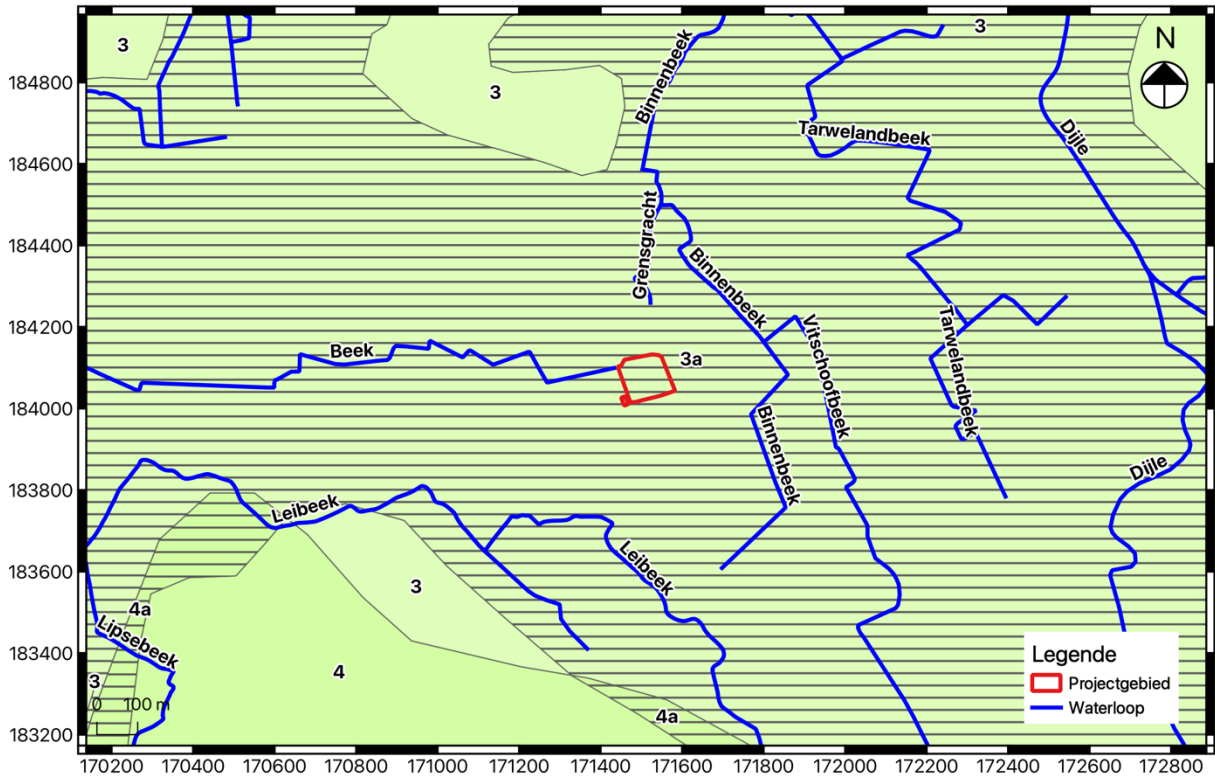 3
3
3
N
184800
Binnenbeek
Tarwelandbeek
Dijle
184600
184400
Grensgracht
Binnenbeek
184200
Beek
3a
Vitschoofbeek
Tarwelandbeek
184000
Binnenbeek
Dijle
183800
Leibeek
Leibeek
183600
3
4a
Lipsebeek
4
183400
3
0 100 m
4a
Legende
Projectgebied
Waterloop
183200
170200 170400 170600 170800 171000 171200 171400 171600 171800 172000 172200 172400 172600 172800